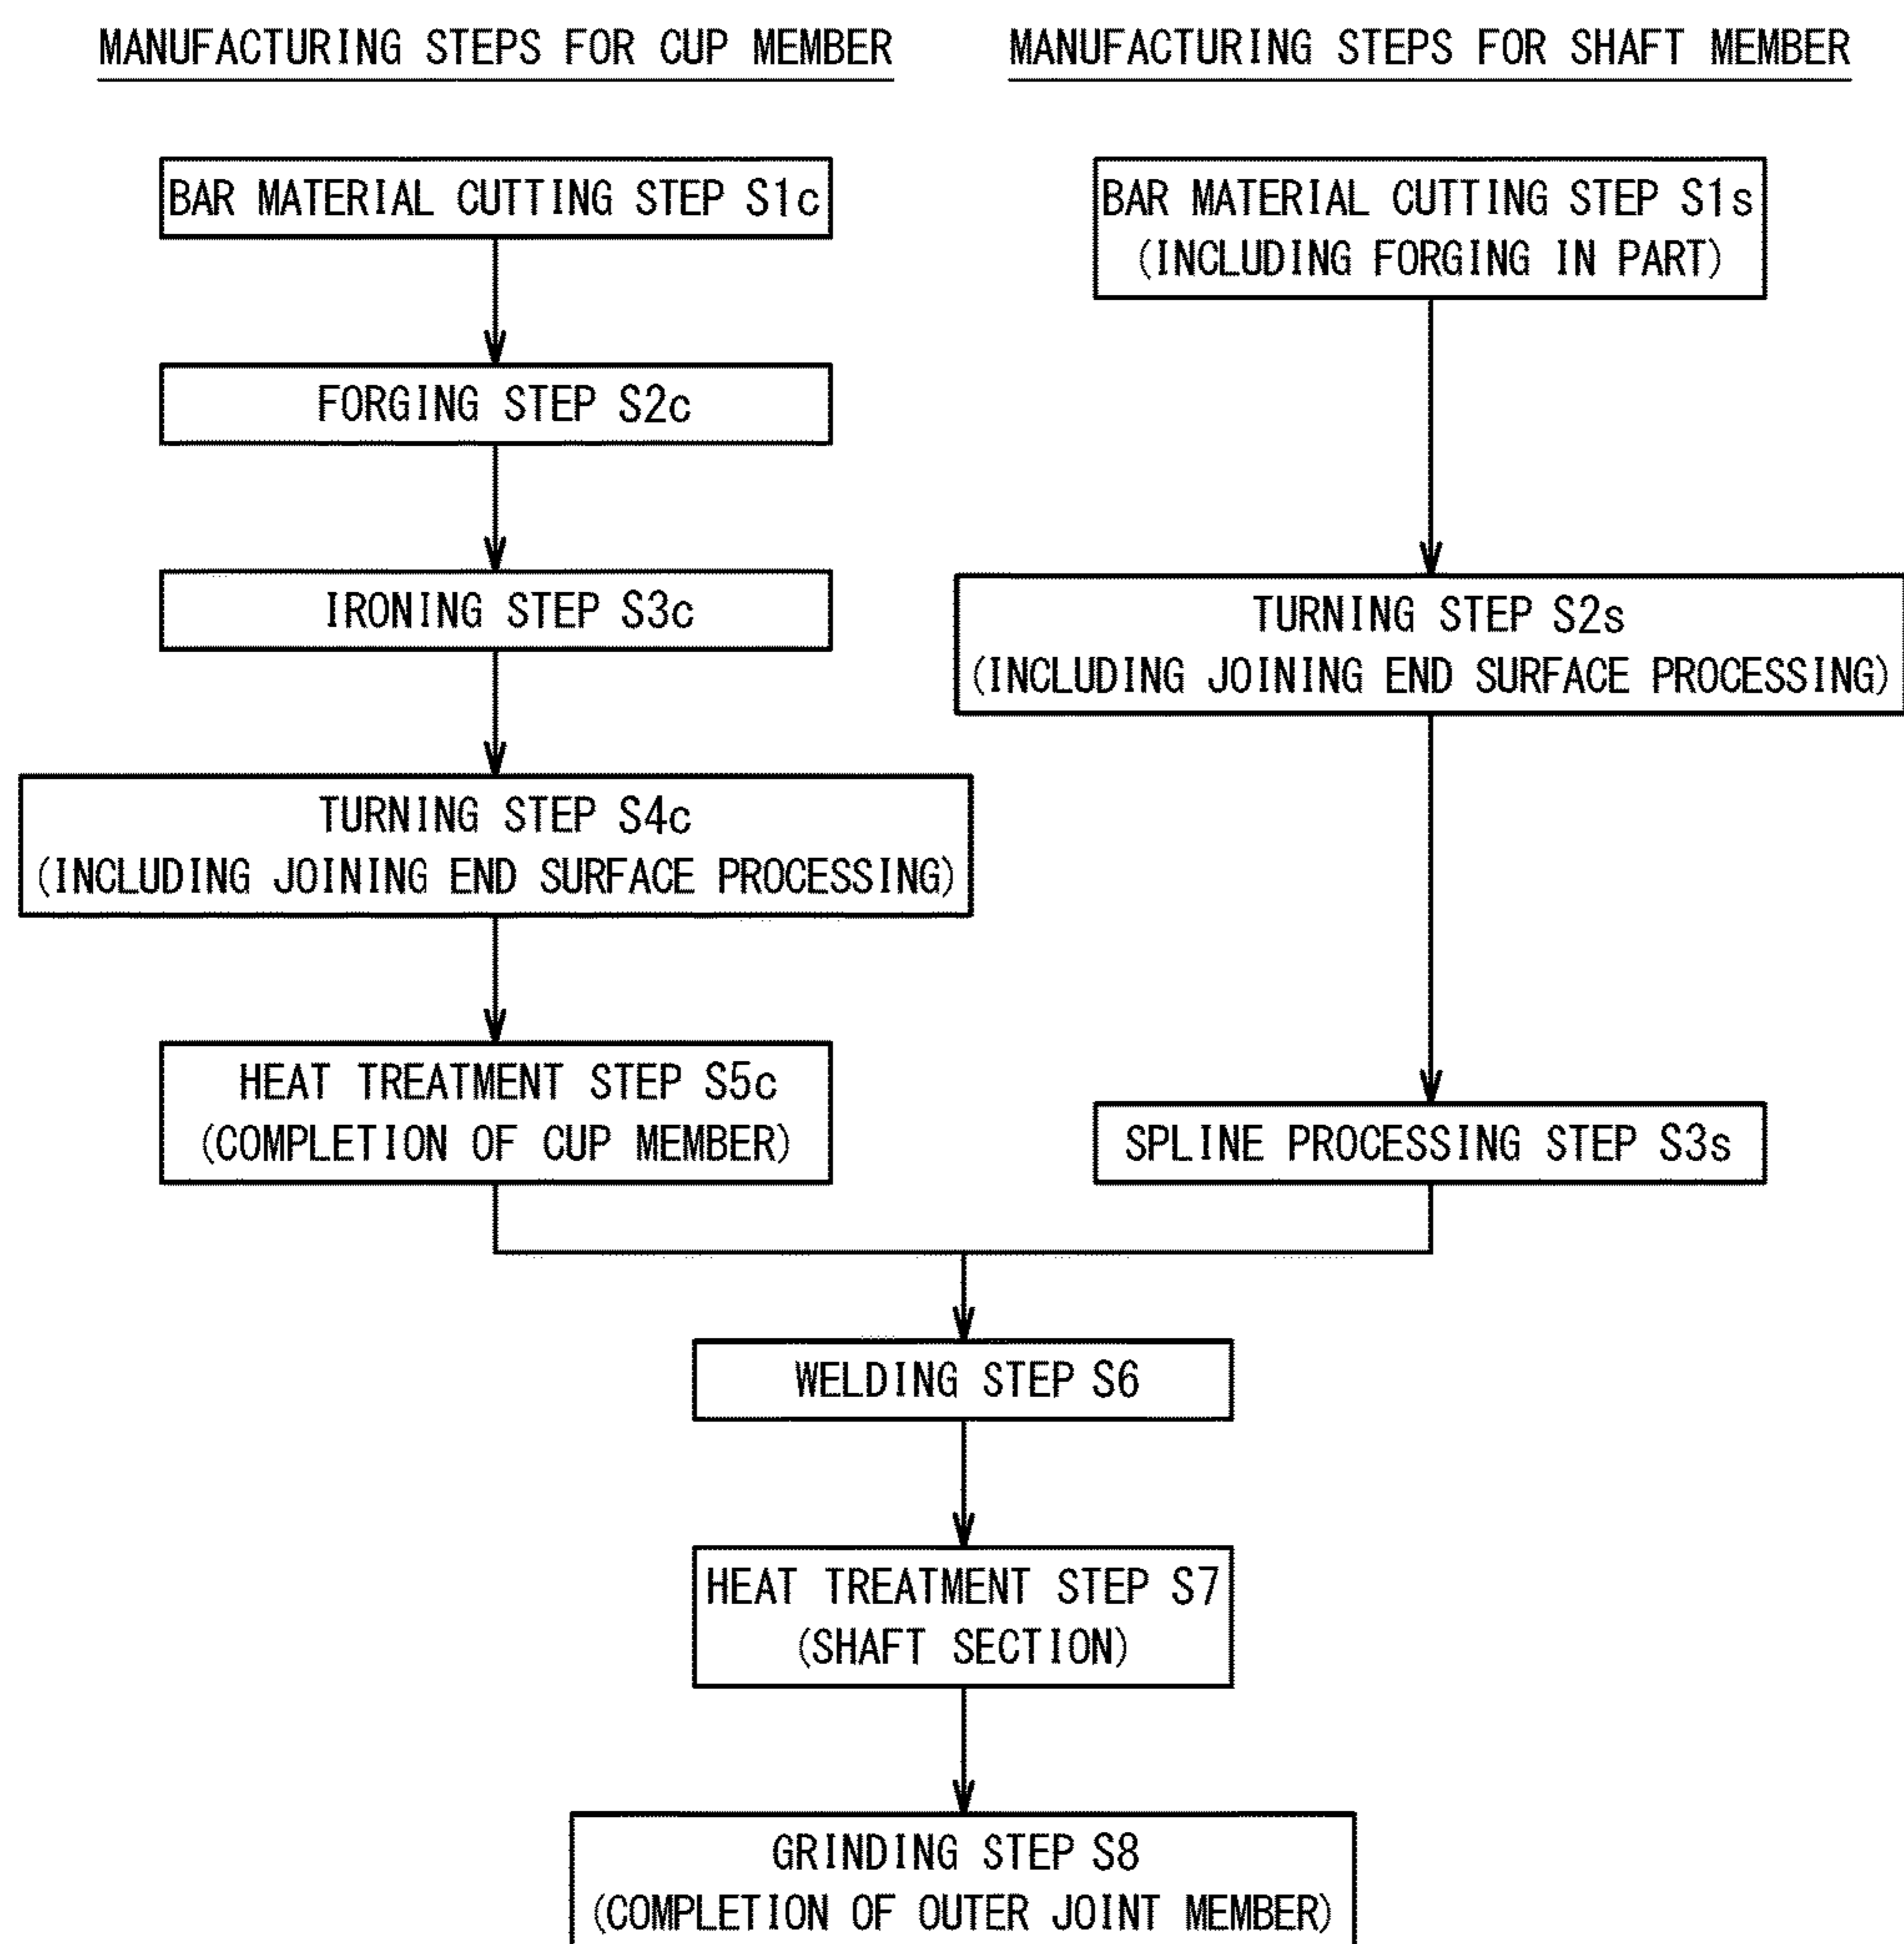 MANUFACTURING STEPS FOR CUP MEMBER
BAR MATERIAL CUTTING STEP S1c
FORGING STEP S2c
IRONING STEP S3c
TURNING STEP S4c
(INCLUDING JOINING END SURFACE PROCESSING)
HEAT TREATMENT STEP S5c
(COMPLETION OF CUP MEMBER)
MANUFACTURING STEPS FOR SHAFT MEMBER
BAR MATERIAL CUTTING STEP S1s
(INCLUDING FORGING IN PART)
TURNING STEP S2s
(INCLUDING JOINING END SURFACE PROCESSING)
SPLINE PROCESSING STEP S3s
WELDING STEP S6
HEAT TREATMENT STEP S7
(SHAFT SECTION)
GRINDING STEP S8
(COMPLETION OF OUTER JOINT MEMBER)